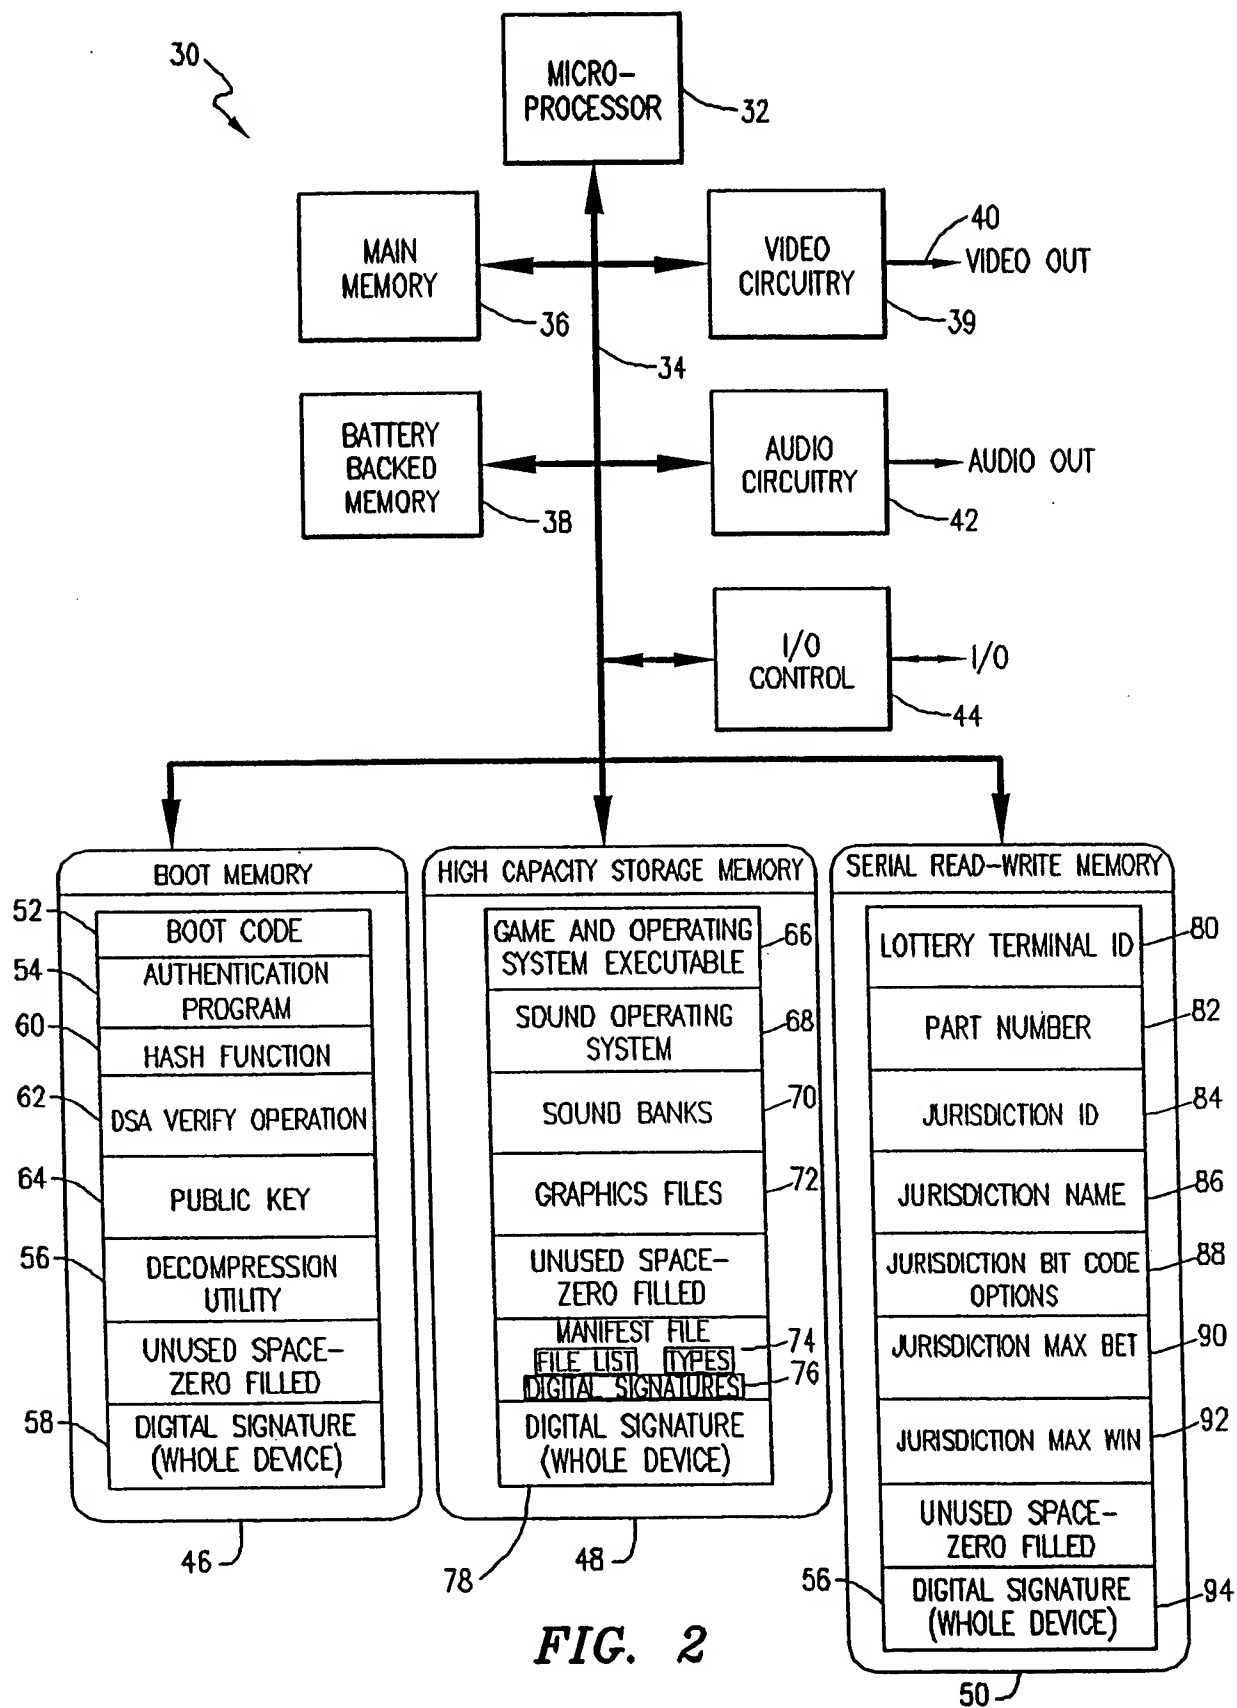 30
MICRO-
PROCESSOR
32
MAIN
MEMORY
36
VIDEO
CIRCUITRY
39
40
VIDEO OUT
34
BATTERY
BACKED
MEMORY
38
AUDIO
CIRCUITRY
42
AUDIO OUT
I/O
CONTROL
44
I/O
BOOT MEMORY
52
BOOT CODE
54
AUTHENTICATION
PROGRAM
60
HASH FUNCTION
62
DSA VERIFY OPERATION
64
PUBLIC KEY
56
DECOMPRESSION
UTILITY
UNUSED SPACE-
ZERO FILLED
58
DIGITAL SIGNATURE
(WHOLE DEVICE)
46
HIGH CAPACITY STORAGE MEMORY
GAME AND OPERATING
SYSTEM EXECUTABLE
66
SOUND OPERATING
SYSTEM
68
SOUND BANKS
70
GRAPHICS FILES
72
UNUSED SPACE-
ZERO FILLED
MANIFEST FILE
FILE LIST TYPES
74
DIGITAL SIGNATURES
76
DIGITAL SIGNATURE
(WHOLE DEVICE)
78
48
SERIAL READ-WRITE MEMORY
LOTTERY TERMINAL ID
80
PART NUMBER
82
JURISDICTION ID
84
JURISDICTION NAME
86
JURISDICTION BIT CODE
OPTIONS
88
JURISDICTION MAX BET
90
JURISDICTION MAX WIN
92
UNUSED SPACE-
ZERO FILLED
56
DIGITAL SIGNATURE
(WHOLE DEVICE)
94
50
FIG. 2